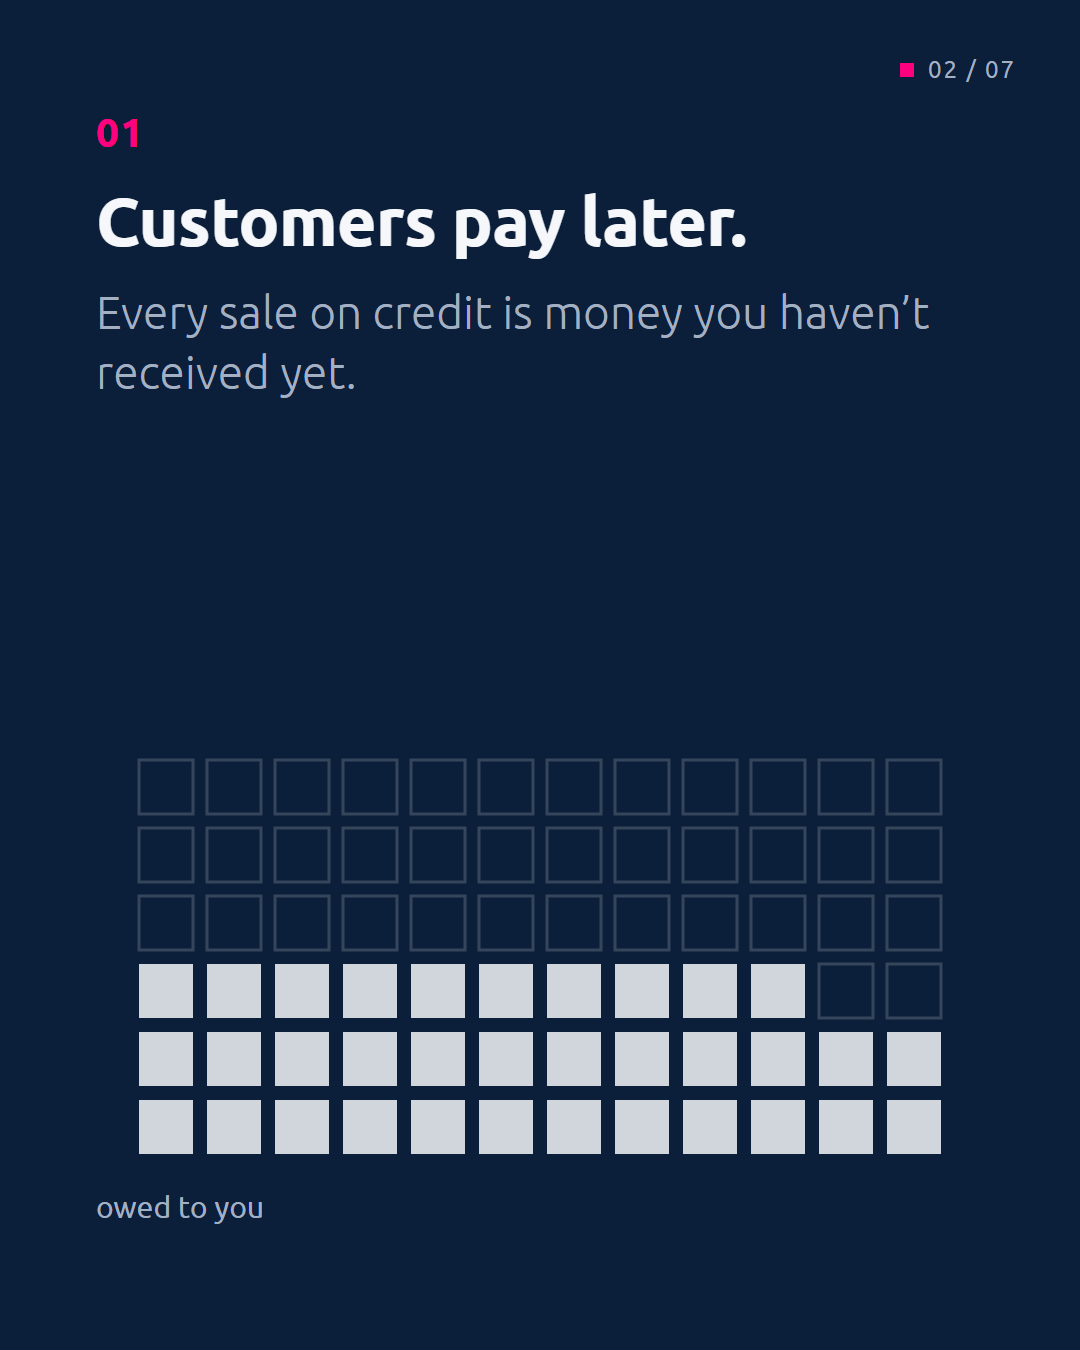 02 / 07
01
Customers pay later.
Every sale on credit is money you haven’t
received yet.
owed to you